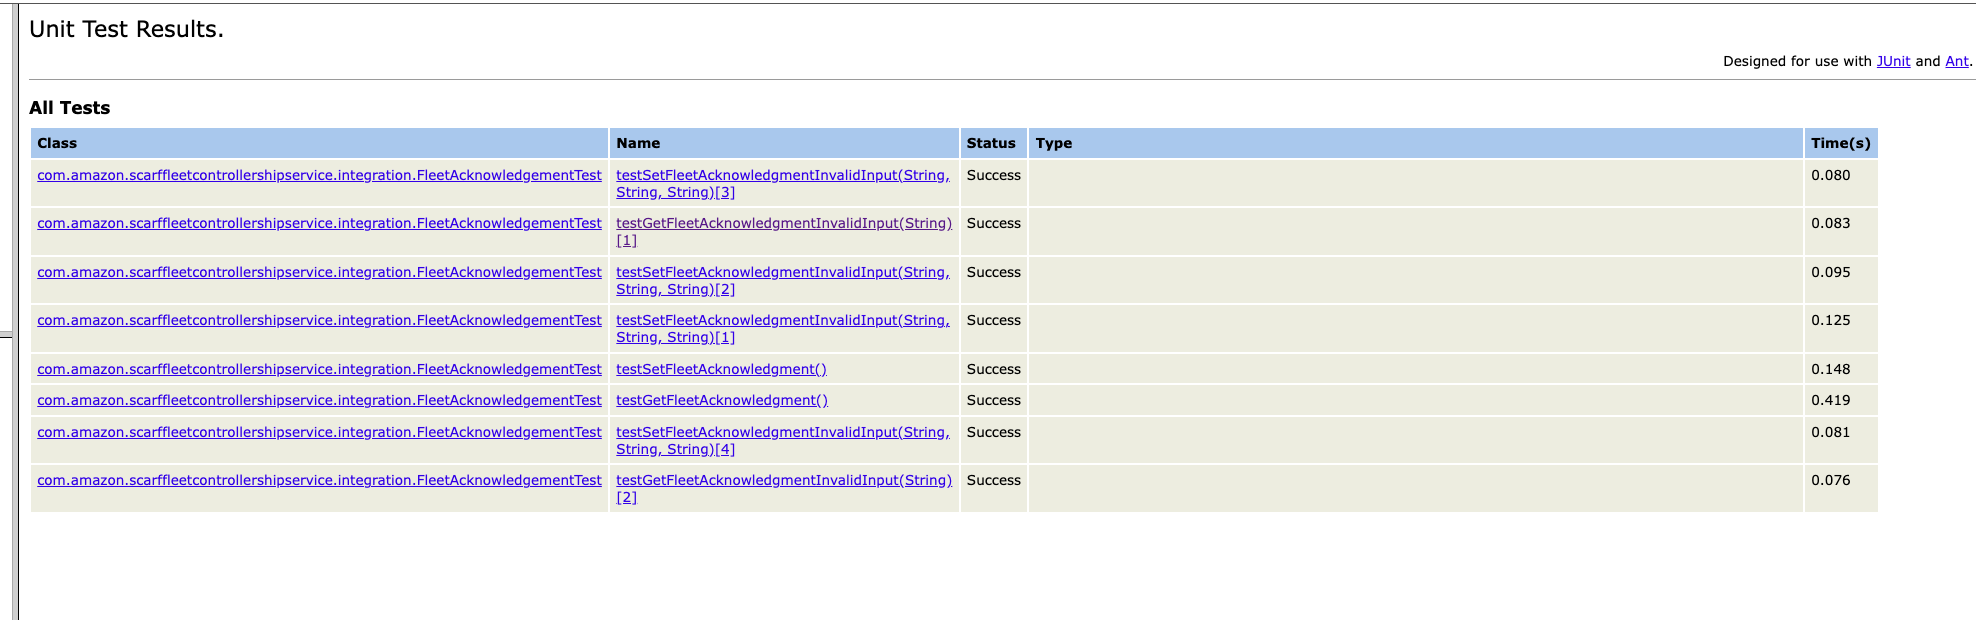 Unit Test Results.
Designed for use with JUnit and Ant.
All Tests
Class Name Status Type Time(s)
com.amazon.scarffleetcontrollershipservice.integration.FleetAcknowledgementTest testSetFleetAcknowledgmentInvalidInput(String, Success 0.080
String, String)[3]
com.amazon.scarffleetcontrollershipservice.integration.FleetAcknowledgementTest testGetFleetAcknowledgmentInvalidInput(String) Success 0.083
[1]
com.amazon.scarffleetcontrollershipservice.integration.FleetAcknowledgementTest testSetFleetAcknowledgmentInvalidInput(String, Success 0.095
String, String)[2]
com.amazon.scarffleetcontrollershipservice.integration.FleetAcknowledgementTest testSetFleetAcknowledgmentInvalidInput(String, Success 0.125
String, String)[1]
com.amazon.scarffleetcontrollershipservice.integration.FleetAcknowledgementTest testSetFleetAcknowledgment() Success 0.148
com.amazon.scarffleetcontrollershipservice.integration.FleetAcknowledgementTest testGetFleetAcknowledgment() Success 0.419
com.amazon.scarffleetcontrollershipservice.integration.FleetAcknowledgementTest testSetFleetAcknowledgmentInvalidInput(String, Success 0.081
String, String)[4]
com.amazon.scarffleetcontrollershipservice.integration.FleetAcknowledgementTest testGetFleetAcknowledgmentInvalidInput(String) Success 0.076
[2]